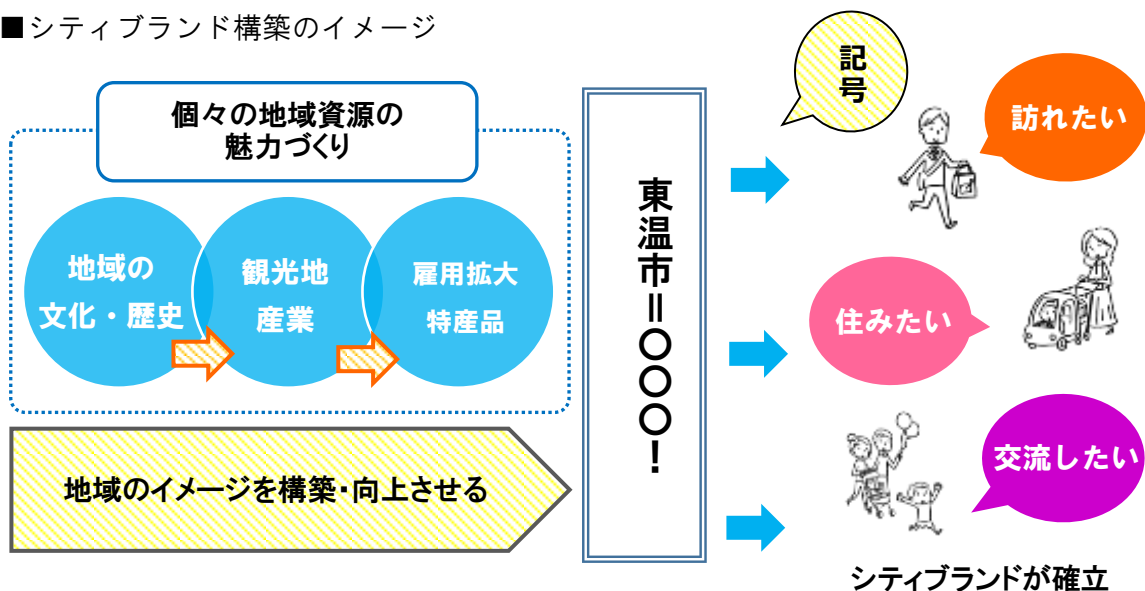 ■シティブランド構築のイメージ
個々の地域資源の
魅力づくり
地域の
文化・歴史
観光地
産業
雇用拡大
特産品
地域のイメージを構築・向上させる
東温市＝〇〇〇！
記号
訪れたい
住みたい
交流したい
シティブランドが確立